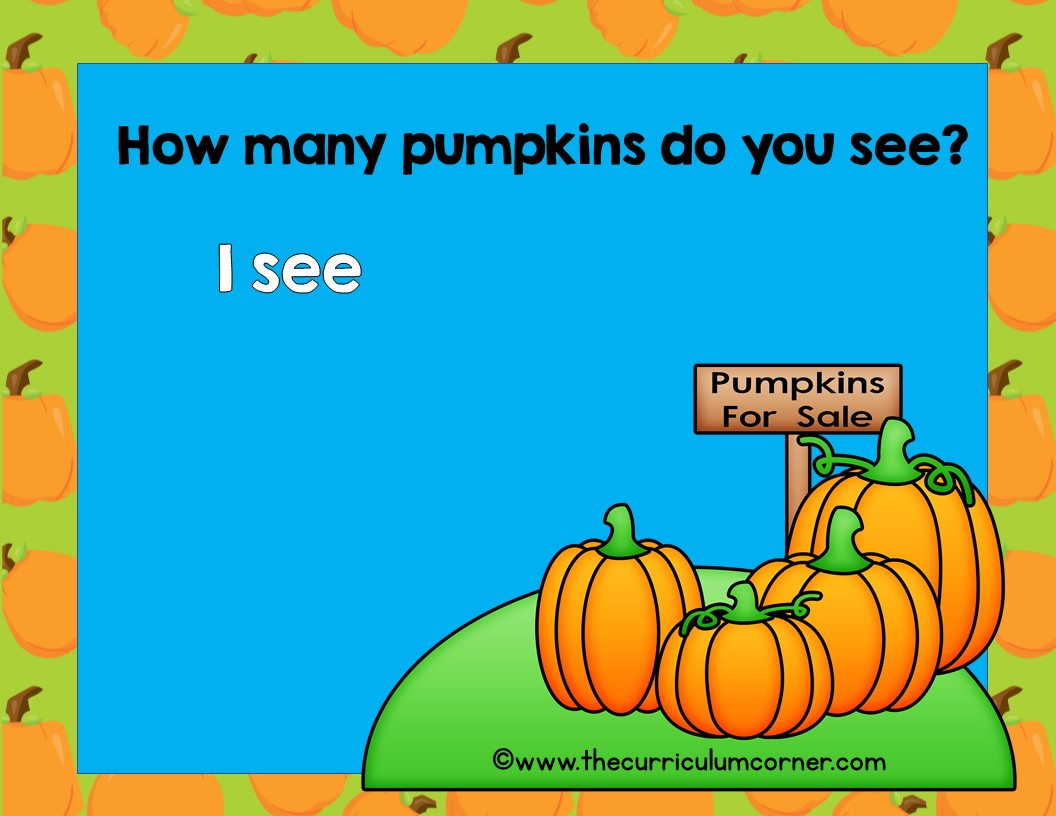 How many pumpkins do you see?
I see
Pumpkins
For Sale
©www.thecurriculumcorner.com